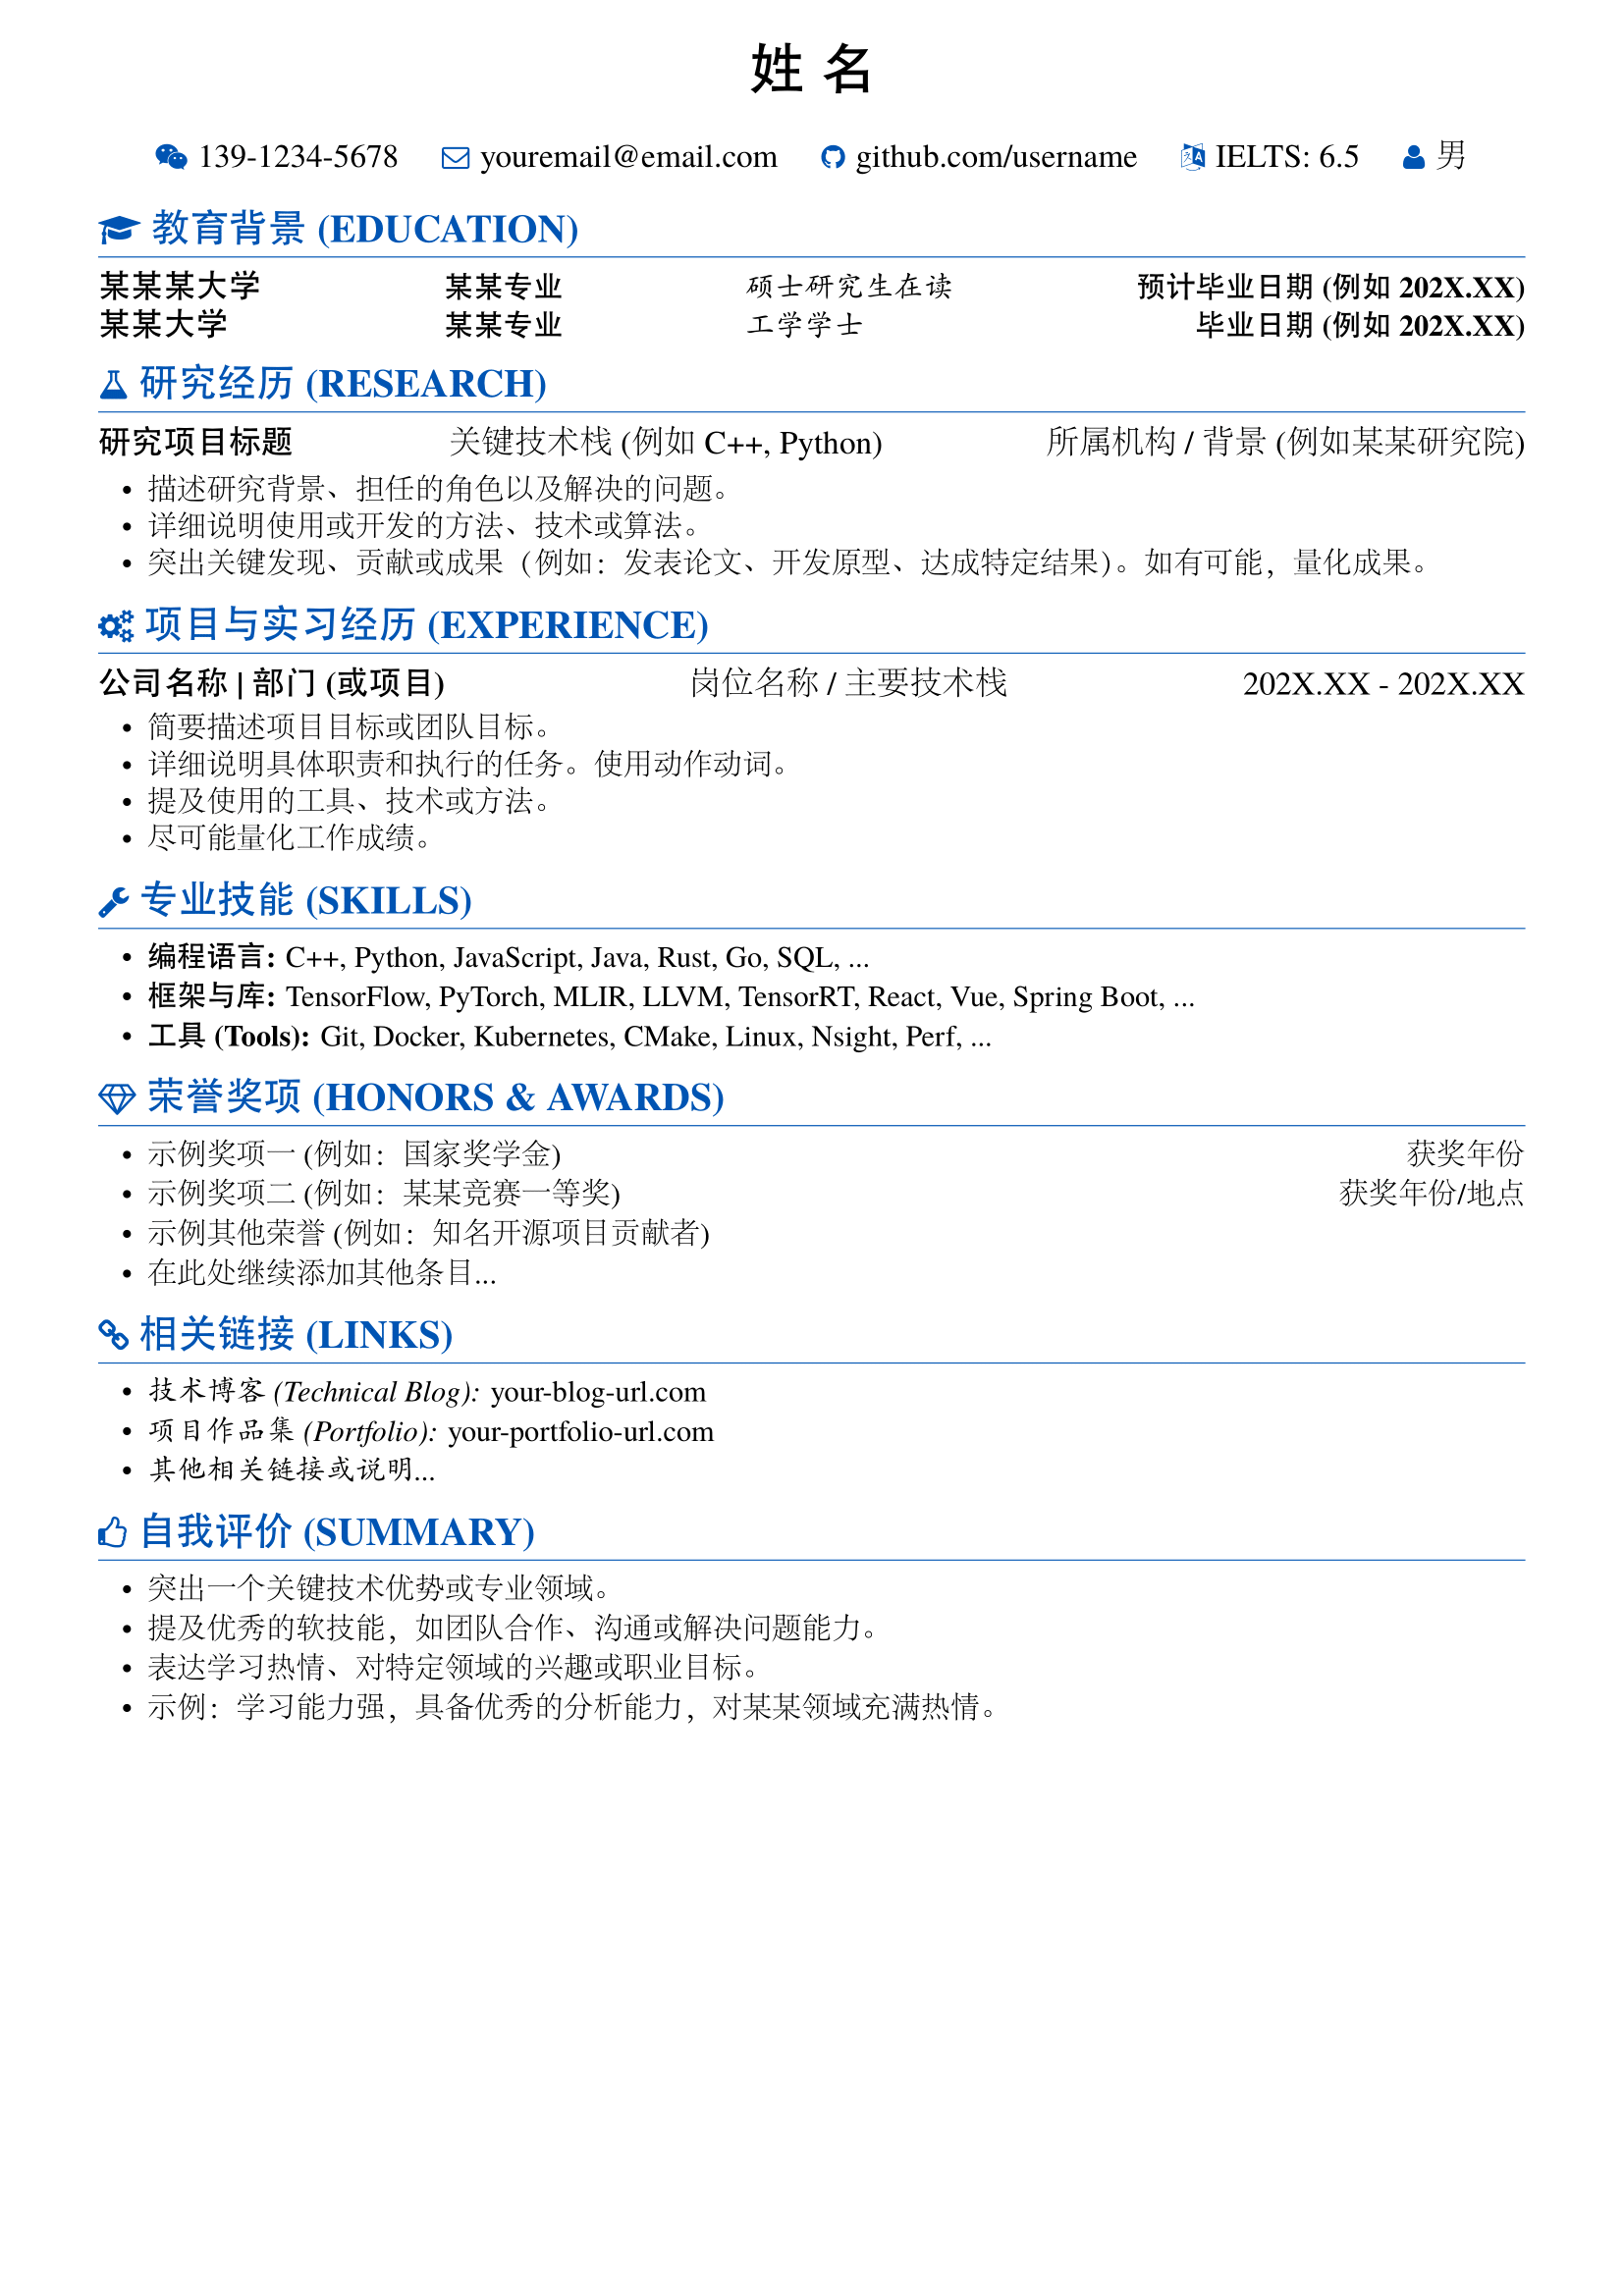 姓 名
139-1234-5678 youremail@email.com github.com/username IELTS: 6.5 男
教育背景 (EDUCATION)
某某某大学 某某专业 硕士研究生在读 预计毕业日期 (例如 202X.XX)
某某大学 某某专业 工学学士 毕业日期 (例如 202X.XX)
研究经历 (RESEARCH)
研究项目标题 关键技术栈 (例如 C++, Python) 所属机构 / 背景 (例如某某研究院)
• 描述研究背景、担任的角色以及解决的问题。
• 详细说明使用或开发的方法、技术或算法。
• 突出关键发现、贡献或成果（例如：发表论文、开发原型、达成特定结果）。如有可能，量化成果。
项目与实习经历 (EXPERIENCE)
公司名称 | 部门 (或项目) 岗位名称 / 主要技术栈 202X.XX - 202X.XX
• 简要描述项目目标或团队目标。
• 详细说明具体职责和执行的任务。使用动作动词。
• 提及使用的工具、技术或方法。
• 尽可能量化工作成绩。
专业技能 (SKILLS)
• 编程语言: C++, Python, JavaScript, Java, Rust, Go, SQL, ...
• 框架与库: TensorFlow, PyTorch, MLIR, LLVM, TensorRT, React, Vue, Spring Boot, ...
• 工具 (Tools): Git, Docker, Kubernetes, CMake, Linux, Nsight, Perf, ...
荣誉奖项 (HONORS & AWARDS)
• 示例奖项一 (例如：国家奖学金) 获奖年份
• 示例奖项二 (例如：某某竞赛一等奖) 获奖年份/地点
• 示例其他荣誉 (例如：知名开源项目贡献者)
• 在此处继续添加其他条目...
相关链接 (LINKS)
• 技术博客 (Technical Blog): your-blog-url.com
• 项目作品集 (Portfolio): your-portfolio-url.com
• 其他相关链接或说明...
自我评价 (SUMMARY)
• 突出一个关键技术优势或专业领域。
• 提及优秀的软技能，如团队合作、沟通或解决问题能力。
• 表达学习热情、对特定领域的兴趣或职业目标。
• 示例：学习能力强，具备优秀的分析能力，对某某领域充满热情。